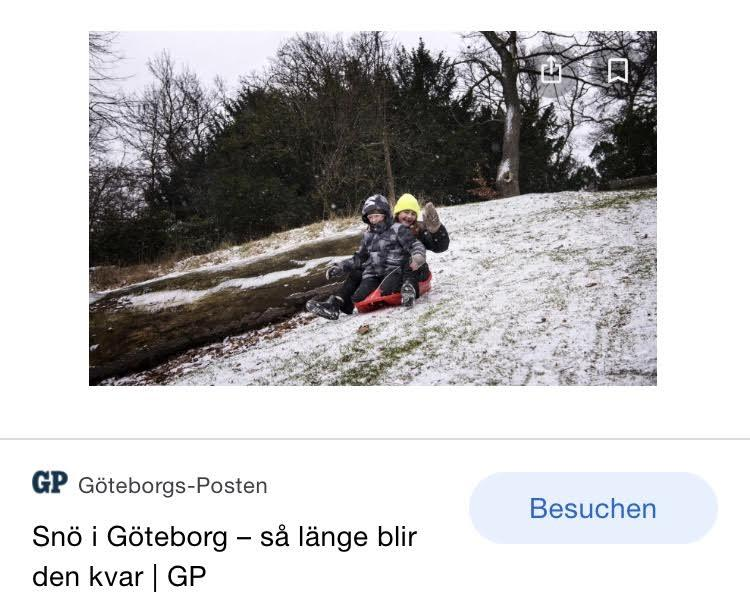 GP Göteborgs-Posten
Besuchen
Snö i Göteborg – så länge blir
den kvar | GP